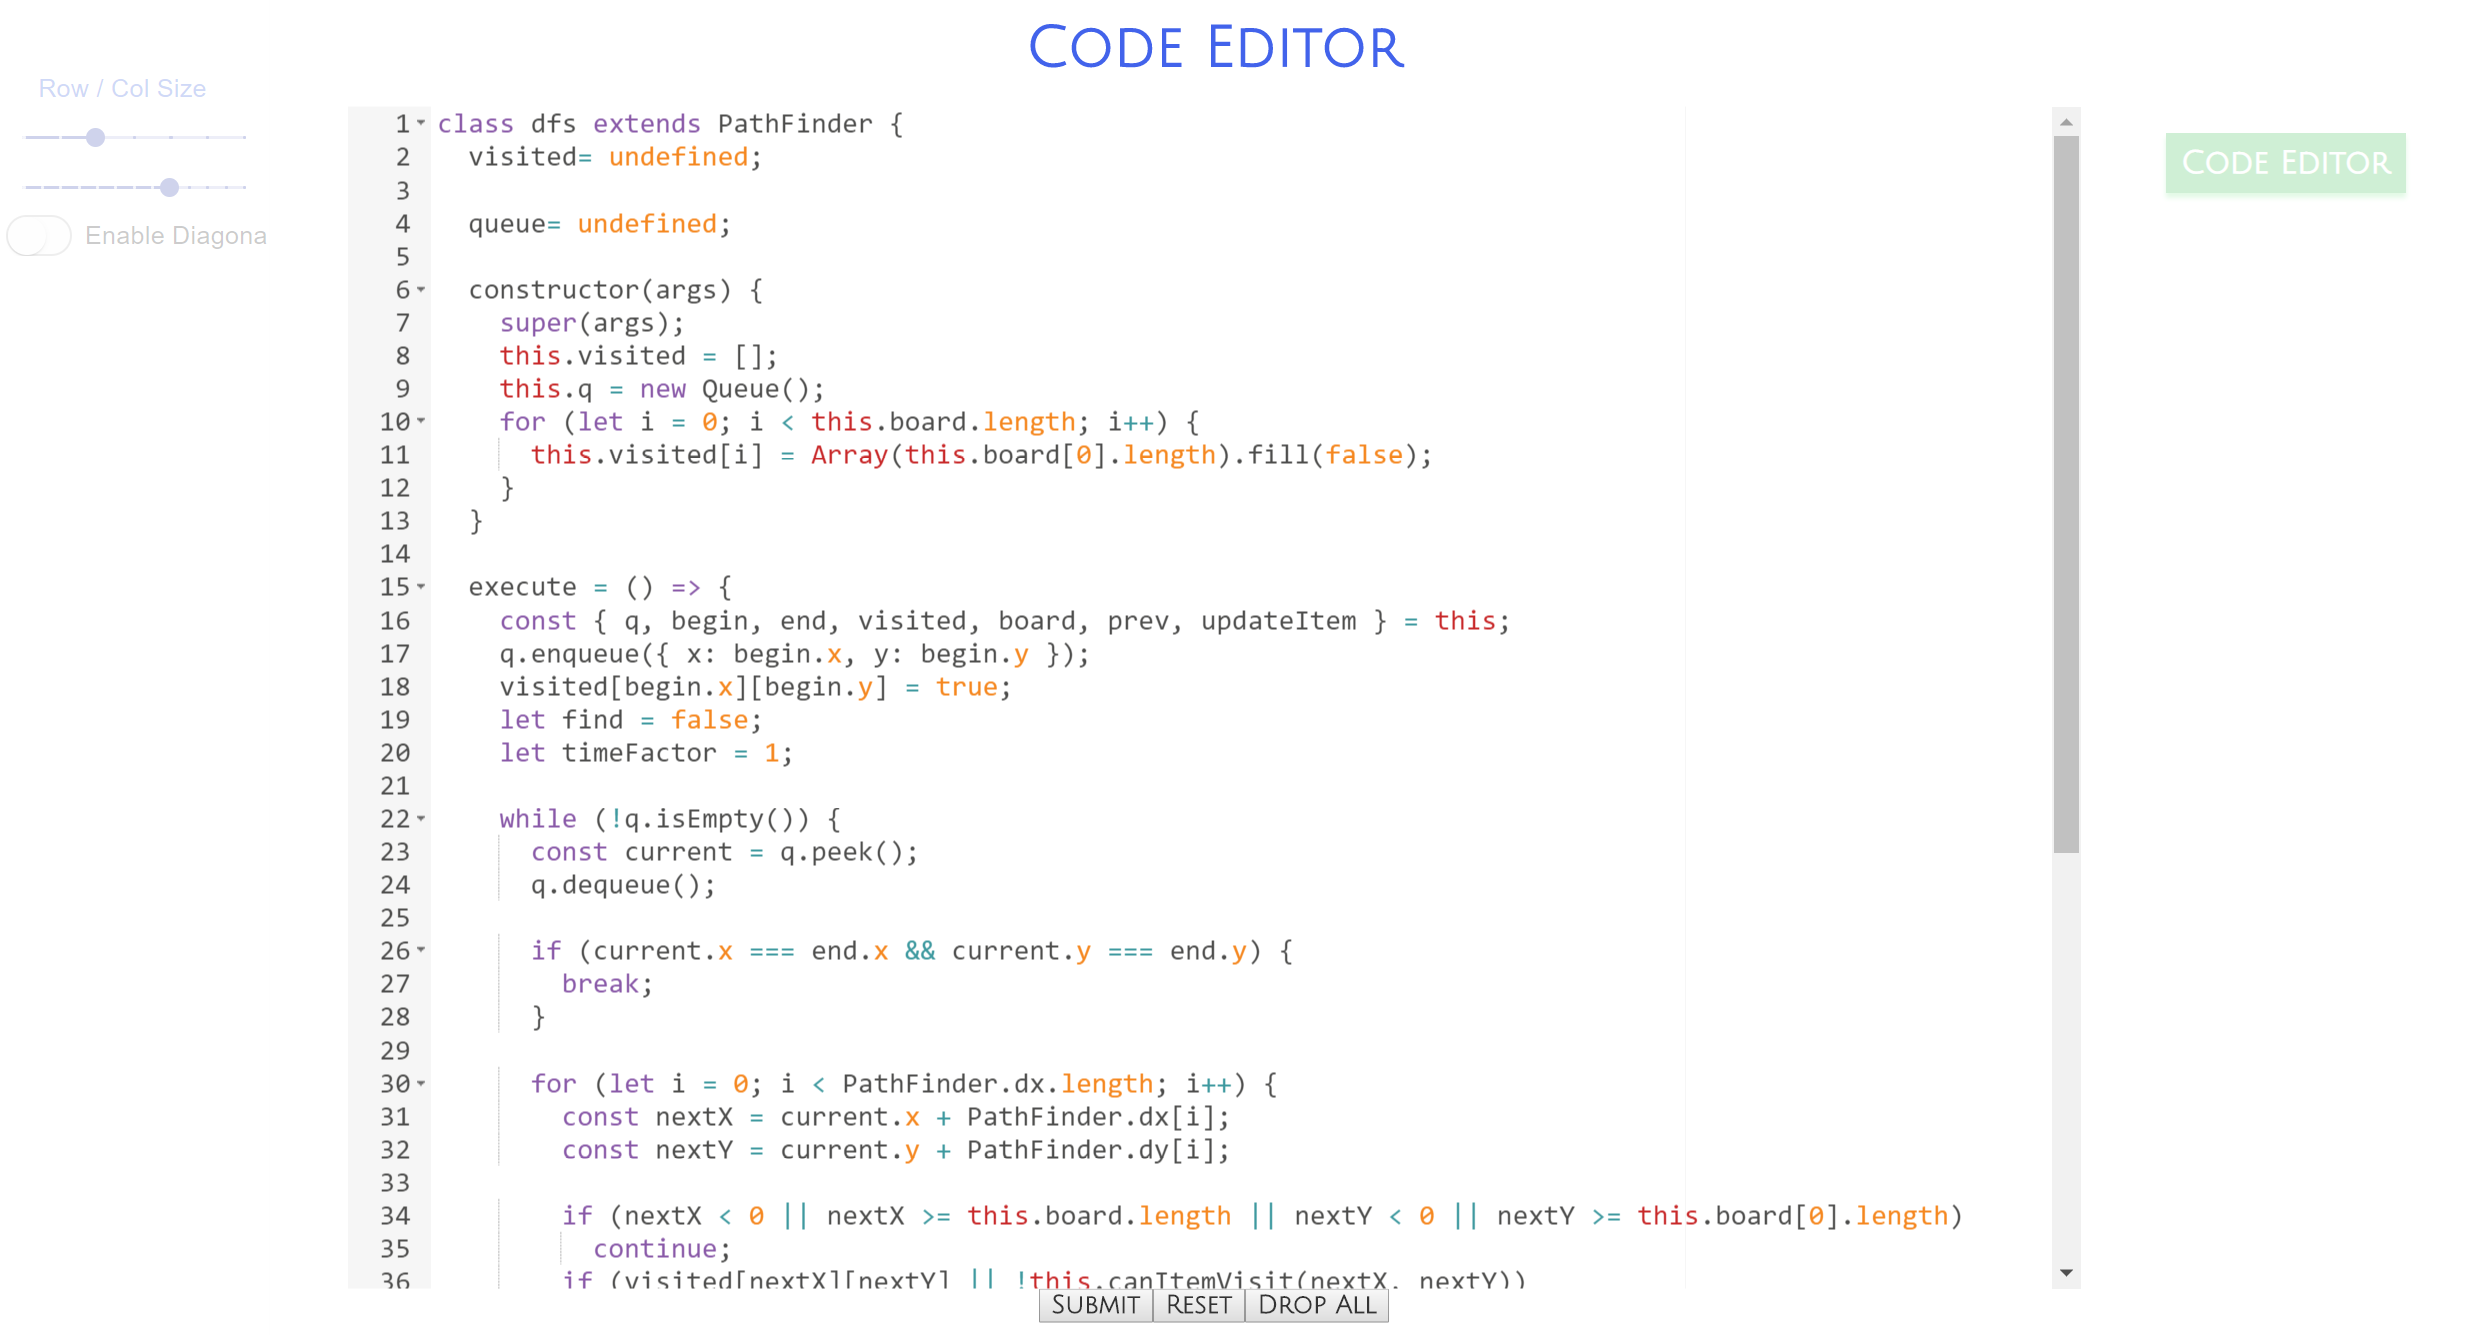 CODE EDITOR
Row / Col Size
Enable Diagona
CODE EDITOR
1 class dfs extends PathFinder {
2 visited= undefined;
3
4 queue= undefined;
5
6 constructor(args) {
7 super(args);
8 this.visited = [];
9 this.q = new Queue();
10 for (let i = 0; i < this.board.length; i++) {
11 this.visited[i] = Array(this.board[0].length).fill(false);
12 }
13 }
14
15 execute = () => {
16 const { q, begin, end, visited, board, prev, updateItem } = this;
17 q.enqueue({ x: begin.x, y: begin.y });
18 visited[begin.x][begin.y] = true;
19 let find = false;
20 let timeFactor = 1;
21
22 while (!q.isEmpty()) {
23 const current = q.peek();
24 q.dequeue();
25
26 if (current.x === end.x && current.y === end.y) {
27 break;
28 }
29
30 for (let i = 0; i < PathFinder.dx.length; i++) {
31 const nextX = current.x + PathFinder.dx[i];
32 const nextY = current.y + PathFinder.dy[i];
33
34 if (nextX < 0 || nextX >= this.board.length || nextY < 0 || nextY >= this.board[0].length)
35 continue;
36 if (visited[nextX][nextY] || !this.canItemVisit(nextX, nextY))
SUBMIT RESET DROP ALL